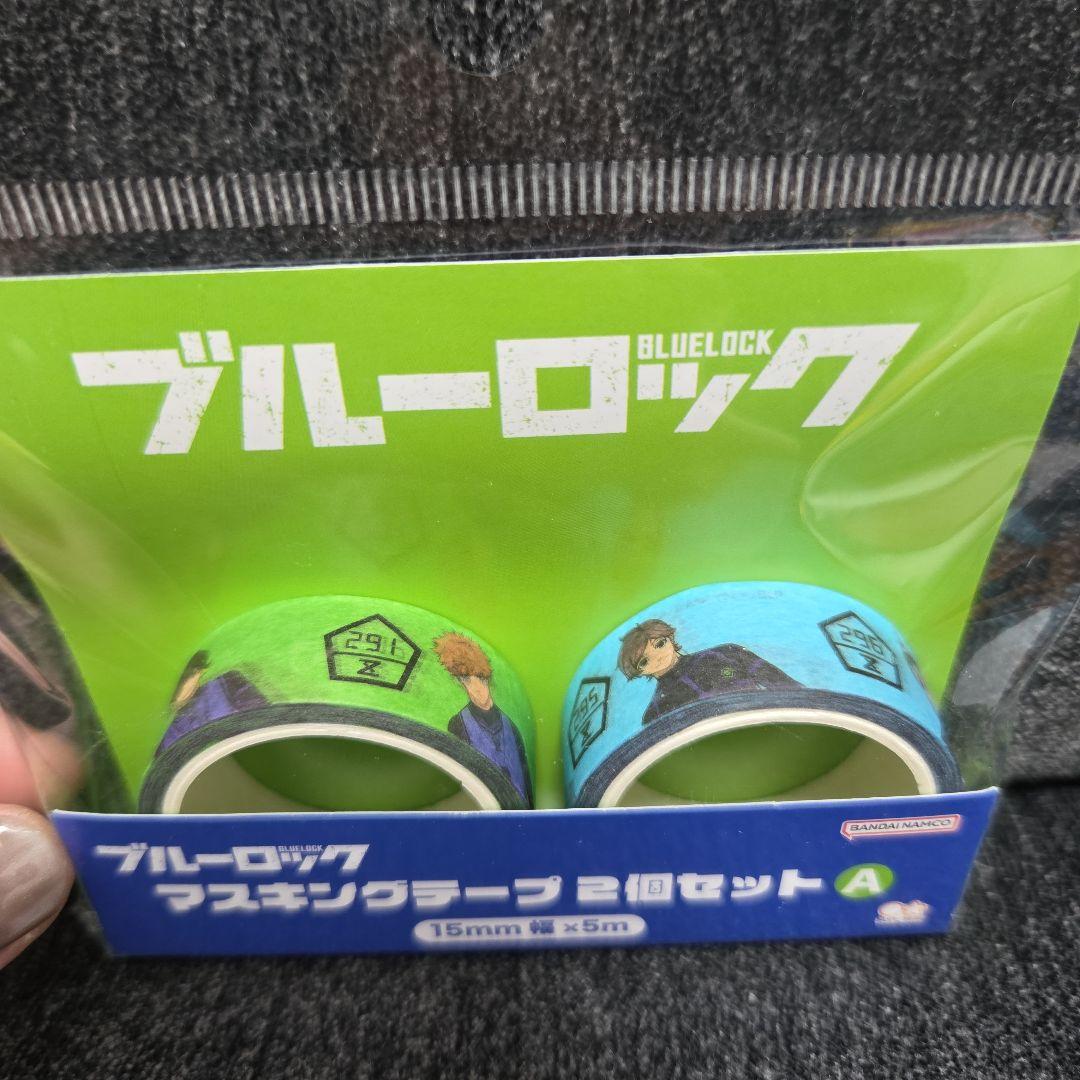 ブルーロック
BLUELOCK
291
Z
295
Z
296
Z
BANDAI NAMCO
ブルーロック
BLUELOCK
マスキングテープ 2個セット A
15mm 幅 ×5m